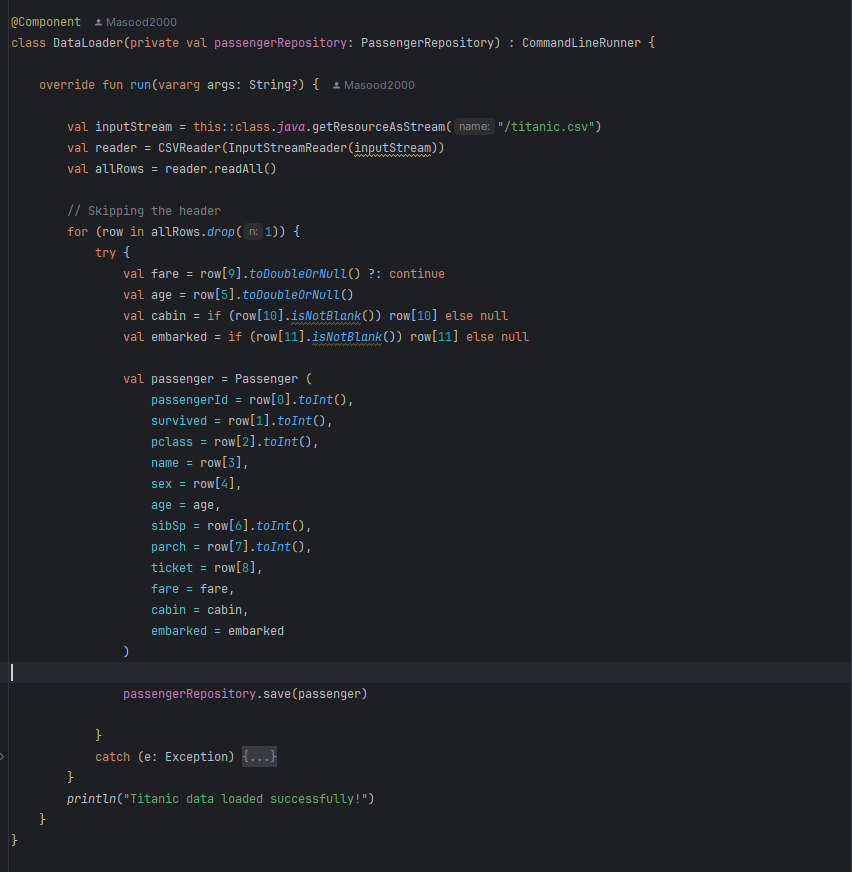 @Component  Masood2000
class DataLoader(private val passengerRepository: PassengerRepository) : CommandLineRunner {
override fun run(vararg args: String?) {  Masood2000
val inputStream = this::class.java.getResourceAsStream( name: "/titanic.csv")
val reader = CSVReader(InputStreamReader(inputStream))
val allRows = reader.readAll()
// Skipping the header
for (row in allRows.drop( n: 1)) {
try {
val fare = row[9].toDoubleOrNull() ?: continue
val age = row[5].toDoubleOrNull()
val cabin = if (row[10].isNotBlank()) row[10] else null
val embarked = if (row[11].isNotBlank()) row[11] else null
val passenger = Passenger (
passengerId = row[0].toInt(),
survived = row[1].toInt(),
pclass = row[2].toInt(),
name = row[3],
sex = row[4],
age = age,
sibSp = row[6].toInt(),
parch = row[7].toInt(),
ticket = row[8],
fare = fare,
cabin = cabin,
embarked = embarked
)
passengerRepository.save(passenger)
}
catch (e: Exception) {...}
}
println("Titanic data loaded successfully!")
}
}